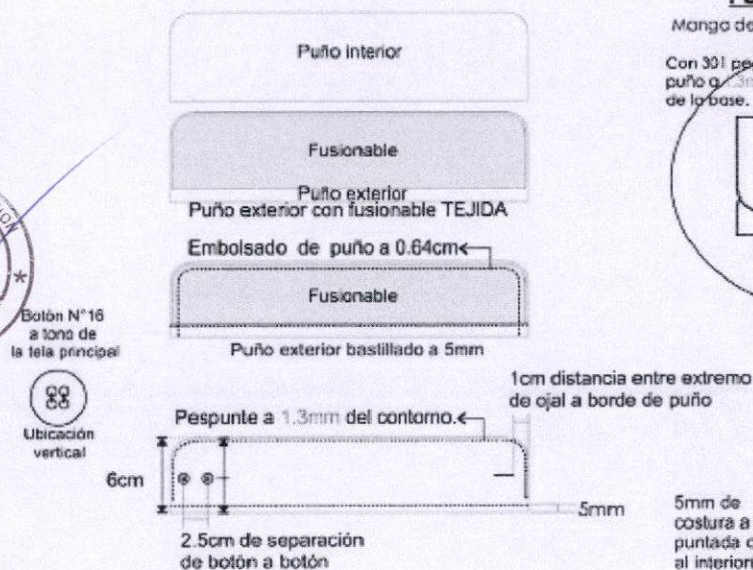 Puño interior
Fusionable
Puño exterior
Puño exterior con fusionable TEJIDA
Embolsado de puño a 0.64cm
Fusionable
Puño exterior bastillado a 5mm
Botón N°16
a tono de
la tela principal
Ubicación
vertical
Pespunte a 1.3mm del contorno.
1cm distancia entre extremo
de ojal a borde de puño
6cm
5mm
2.5cm de separación
de botón a botón
Manga de
Con 301 pe
puño a 1.3m
de la base.
5mm de
costura a
puntada
al interior